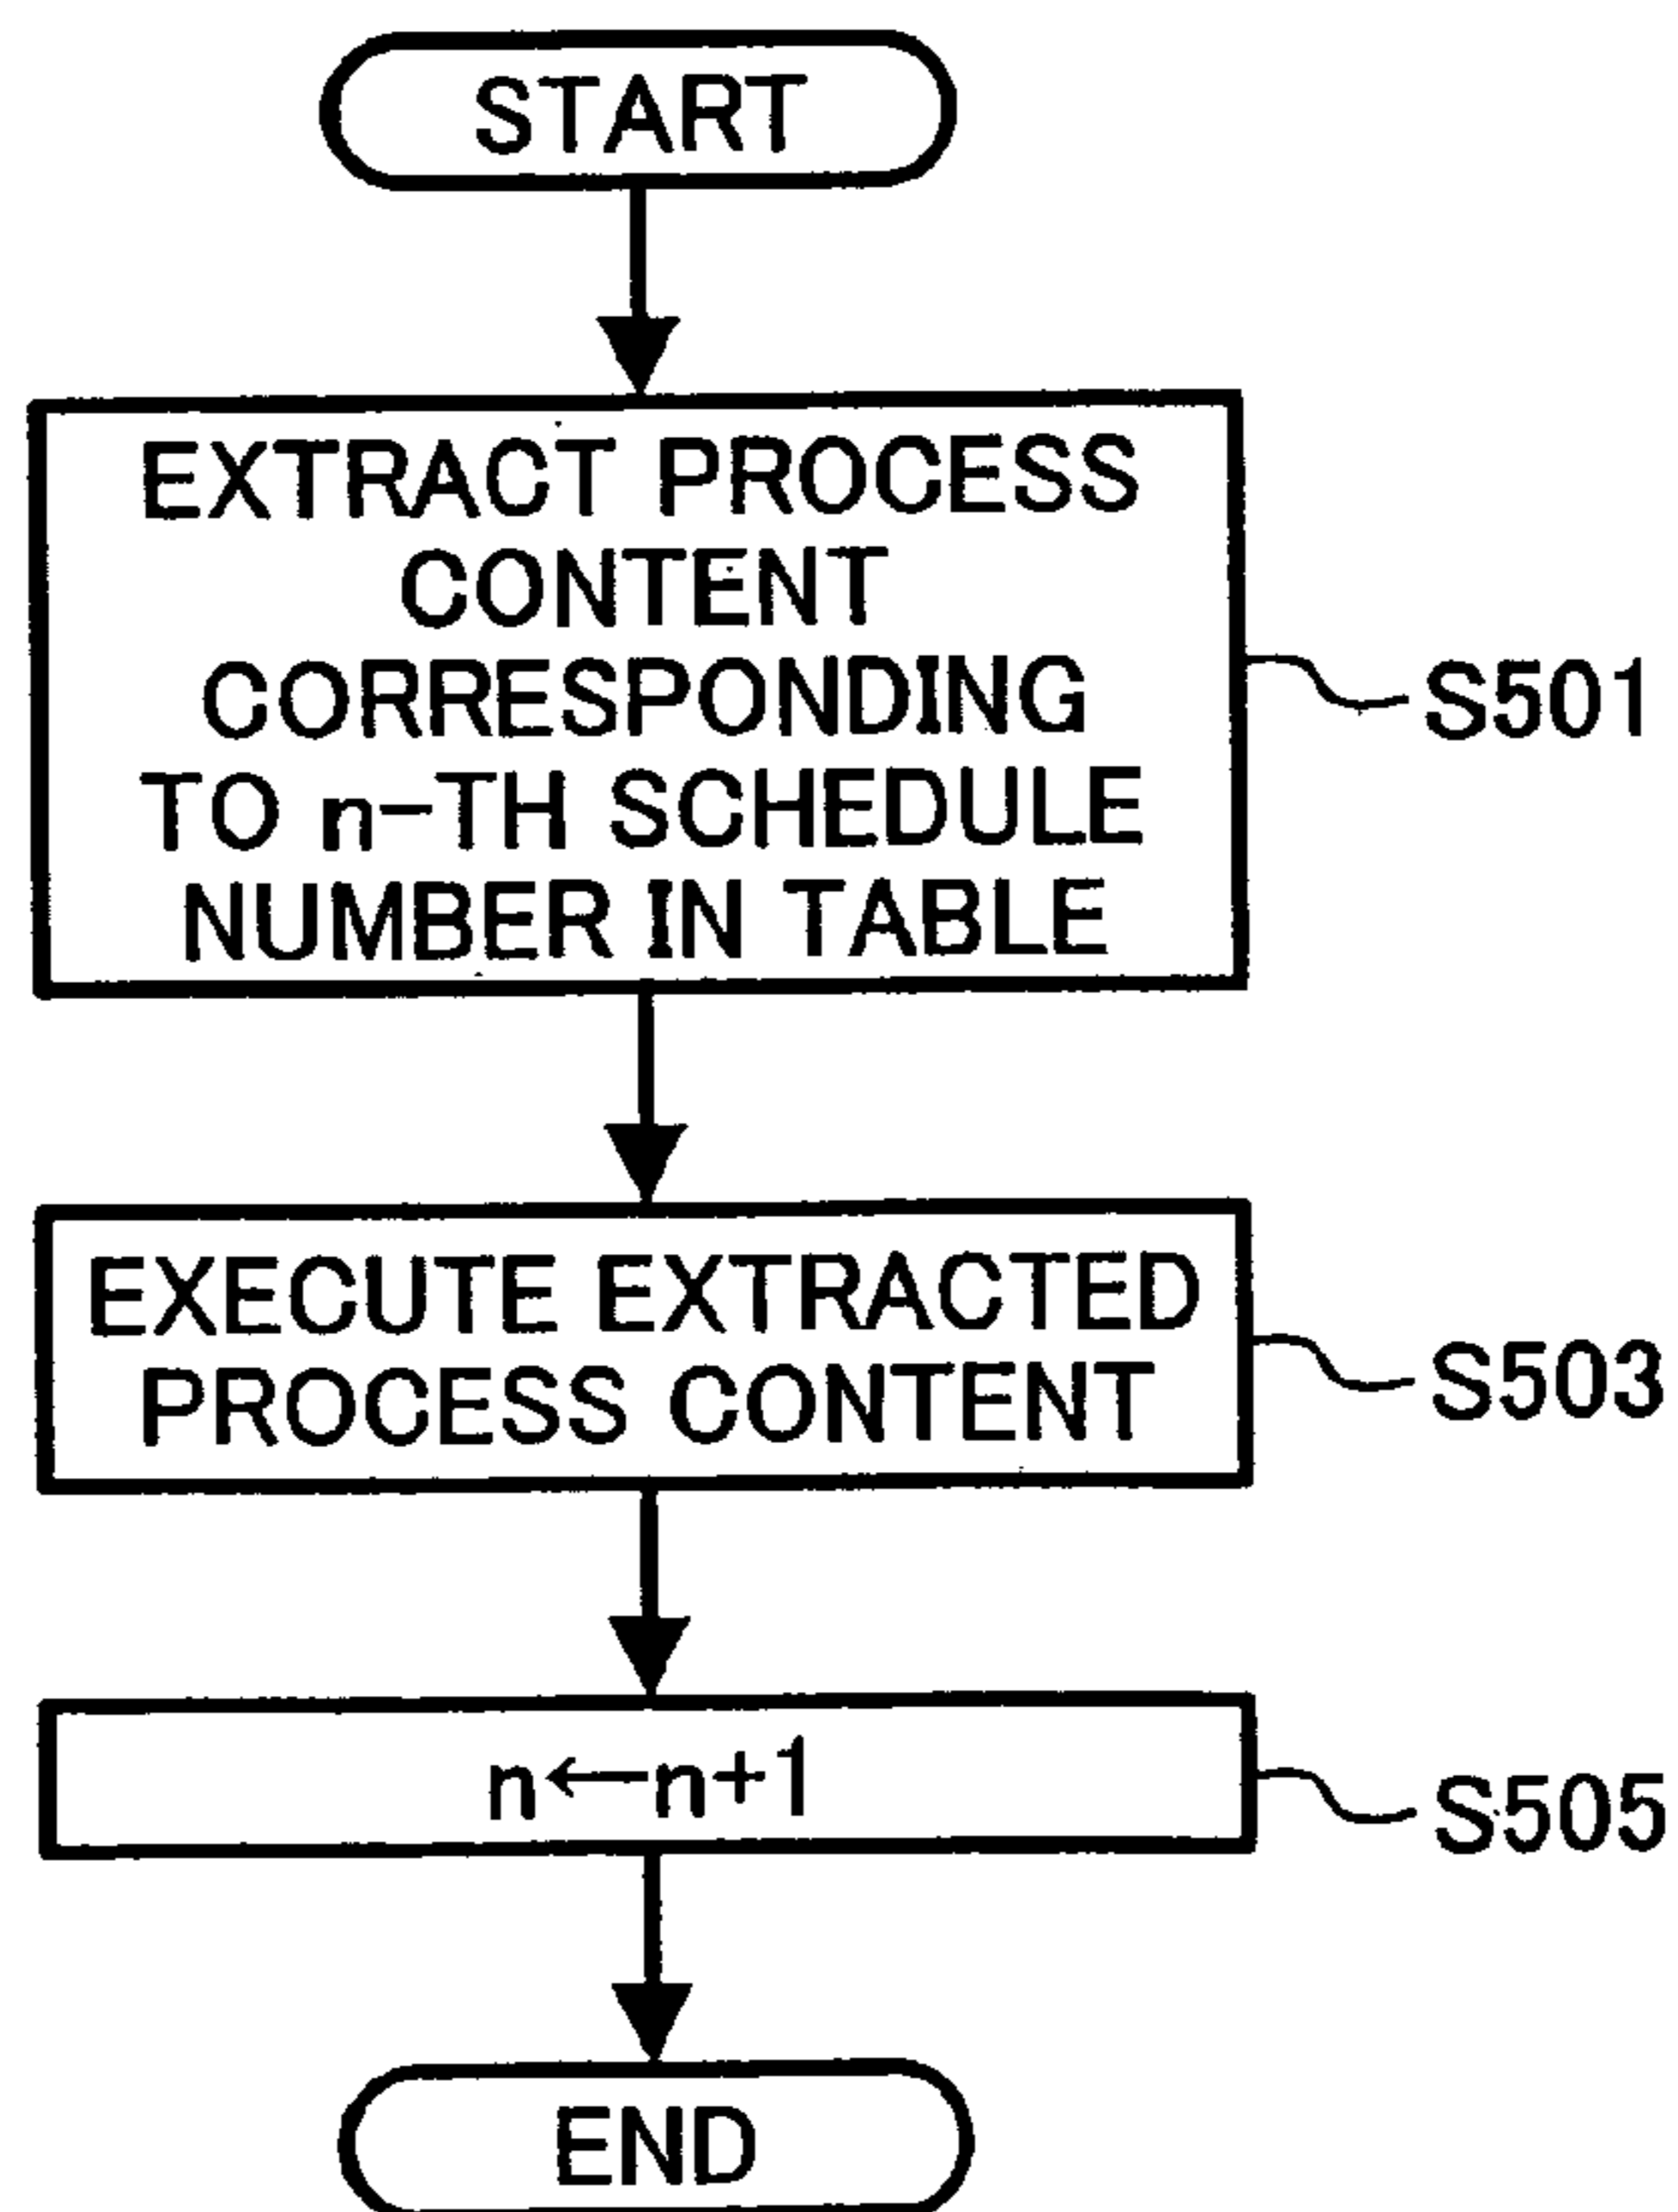 START
EXTRACT PROCESS
CONTENT
CORRESPONDING
TO n-TH SCHEDULE
NUMBER IN TABLE
S501
EXECUTE EXTRACTED
PROCESS CONTENT
S503
n←n+1
S505
END